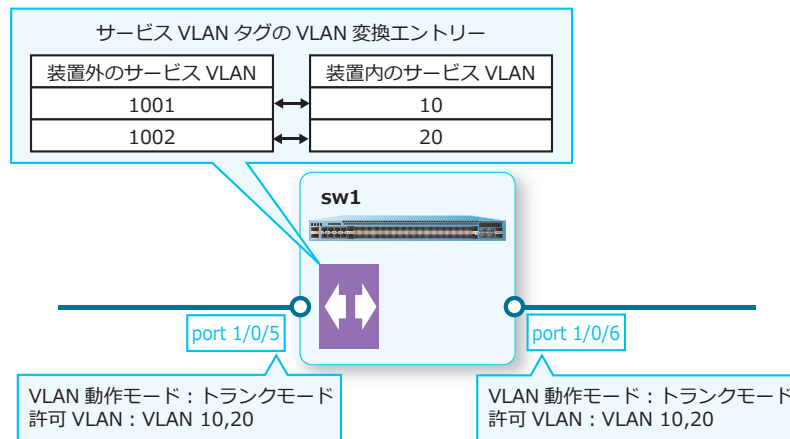 サービス VLAN タグの VLAN 変換エントリー
装置外のサービス VLAN 装置内のサービス VLAN
1001 10
1002 20
sw1
port 1/0/5
port 1/0/6
VLAN 動作モード：トランクモード
許可 VLAN：VLAN 10,20
VLAN 動作モード：トランクモード
許可 VLAN：VLAN 10,20